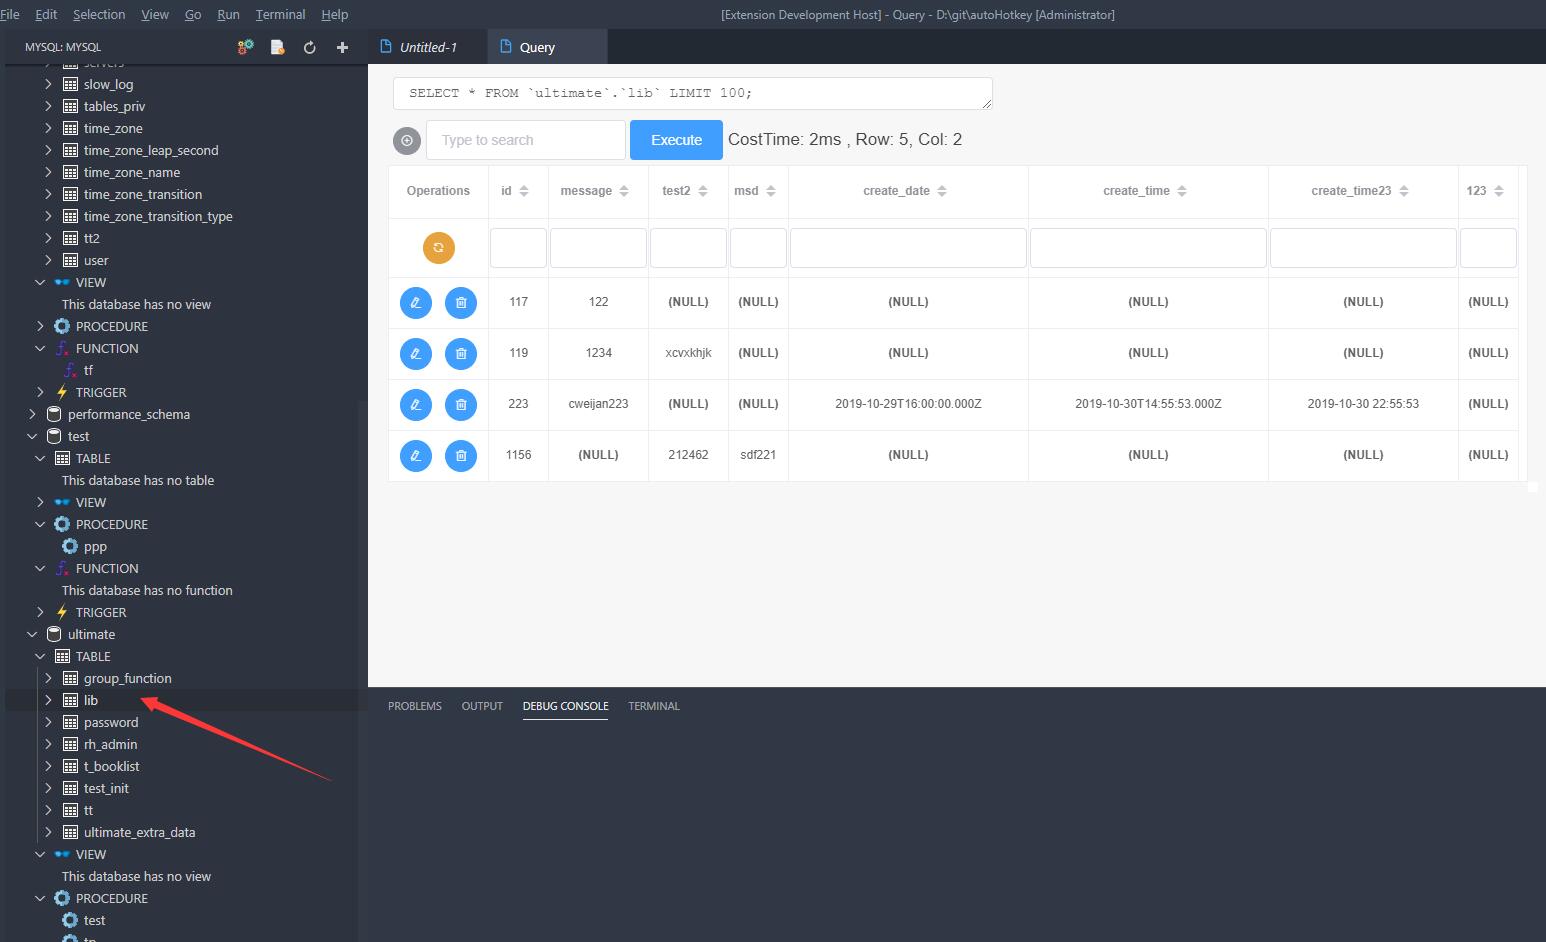 File Edit Selection View Go Run Terminal Help [Extension Development Host] - Query - D:\git\autoHotkey [Administrator]
MYSQL: MYSQL
Untitled-1
Query
servers
slow_log
tables_priv
time_zone
time_zone_leap_second
time_zone_name
time_zone_transition
time_zone_transition_type
tt2
user
VIEW
This database has no view
PROCEDURE
FUNCTION
tf
TRIGGER
performance_schema
test
TABLE
This database has no table
VIEW
PROCEDURE
ppp
FUNCTION
This database has no function
TRIGGER
ultimate
TABLE
group_function
lib
password
rh_admin
t_booklist
test_init
tt
ultimate_extra_data
VIEW
This database has no view
PROCEDURE
test
tp
SELECT * FROM `ultimate`.`lib` LIMIT 100;
Type to search Execute CostTime: 2ms , Row: 5, Col: 2
Operations id message test2 msd create_date create_time create_time23 123
117 122 (NULL) (NULL) (NULL) (NULL) (NULL) (NULL)
119 1234 xcvxkhjk (NULL) (NULL) (NULL) (NULL) (NULL)
223 cweijan223 (NULL) (NULL) 2019-10-29T16:00:00.000Z 2019-10-30T14:55:53.000Z 2019-10-30 22:55:53 (NULL)
1156 (NULL) 212462 sdf221 (NULL) (NULL) (NULL) (NULL)
PROBLEMS OUTPUT DEBUG CONSOLE TERMINAL